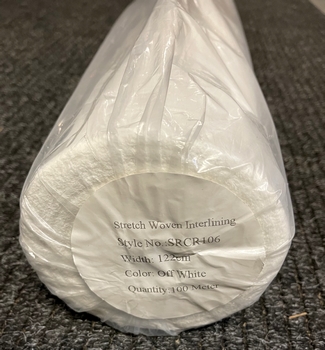 Stretch Woven Interlining
Style No :SRCR106
Width: 122cm
Color: Off White
Quantity 100 Meter